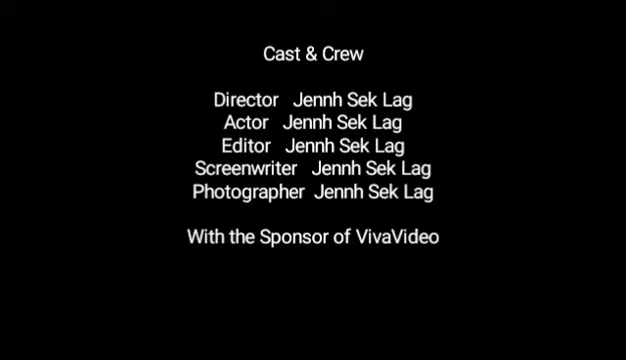 Cast & Crew
Director Jennh Sek Lag
Actor Jennh Sek Lag
Editor Jennh Sek Lag
Screenwriter Jennh Sek Lag
Photographer Jennh Sek Lag
With the Sponsor of VivaVideo